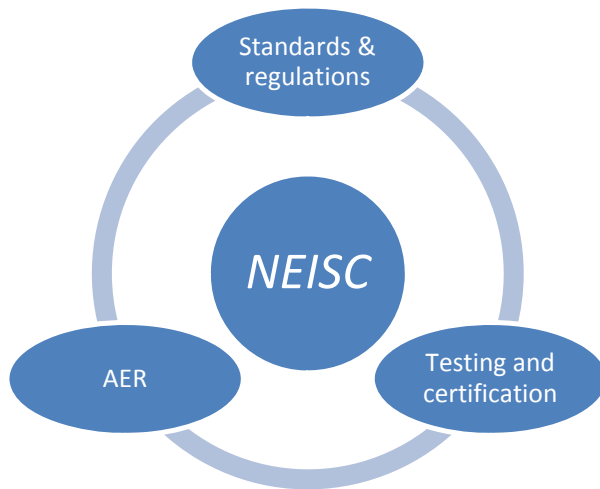 Standards &
regulations
NEISC
AER
Testing and
certification